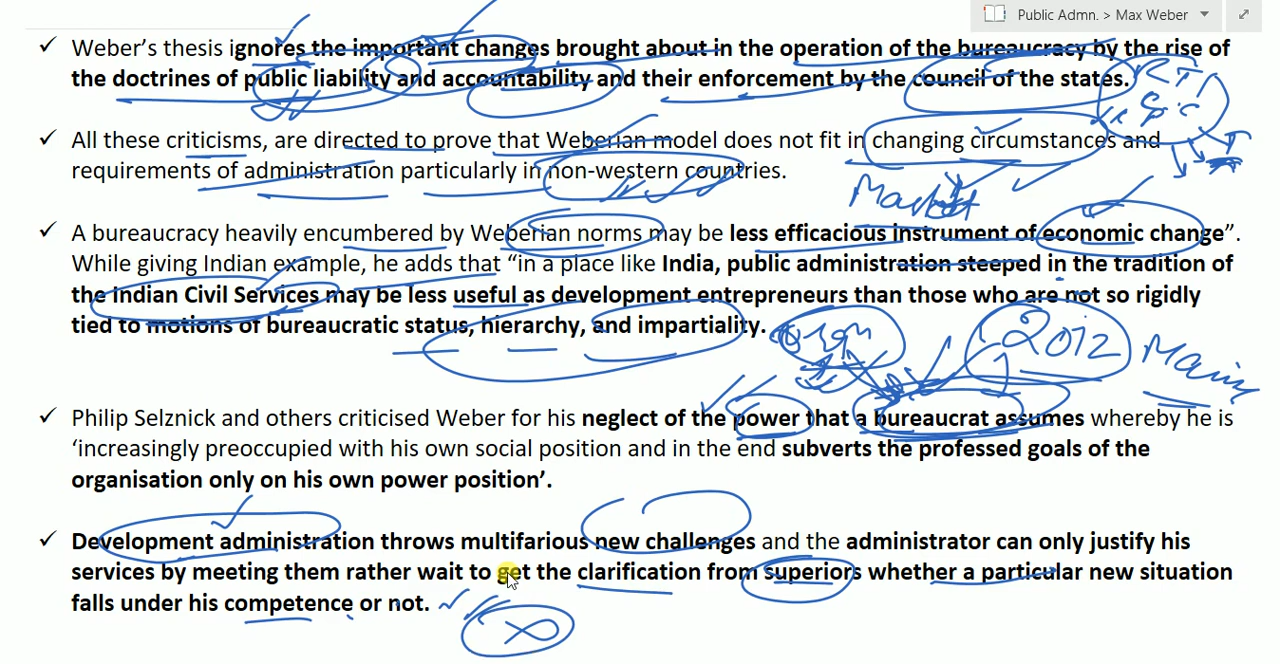 Public Admn. > Max Weber
✓ Weber's thesis ignores the important changes brought about in the operation of the bureaucracy by the rise of
the doctrines of public liability and accountability and their enforcement by the council of the states.
RTI
✓ All these criticisms, are directed to prove that Weberian model does not fit in changing circumstances and
requirements of administration particularly in non-western countries.
Market
✓ A bureaucracy heavily encumbered by Weberian norms may be less efficacious instrument of economic change”.
While giving Indian example, he adds that “in a place like India, public administration steeped in the tradition of
the Indian Civil Services may be less useful as development entrepreneurs than those who are not so rigidly
tied to motions of bureaucratic status, hierarchy, and impartiality.
2012
✓ Philip Selznick and others criticised Weber for his neglect of the power that a bureaucrat assumes whereby he is
‘increasingly preoccupied with his own social position and in the end subverts the professed goals of the
organisation only on his own power position’.
✓ Development administration throws multifarious new challenges and the administrator can only justify his
services by meeting them rather wait to get the clarification from superiors whether a particular new situation
falls under his competence or not.